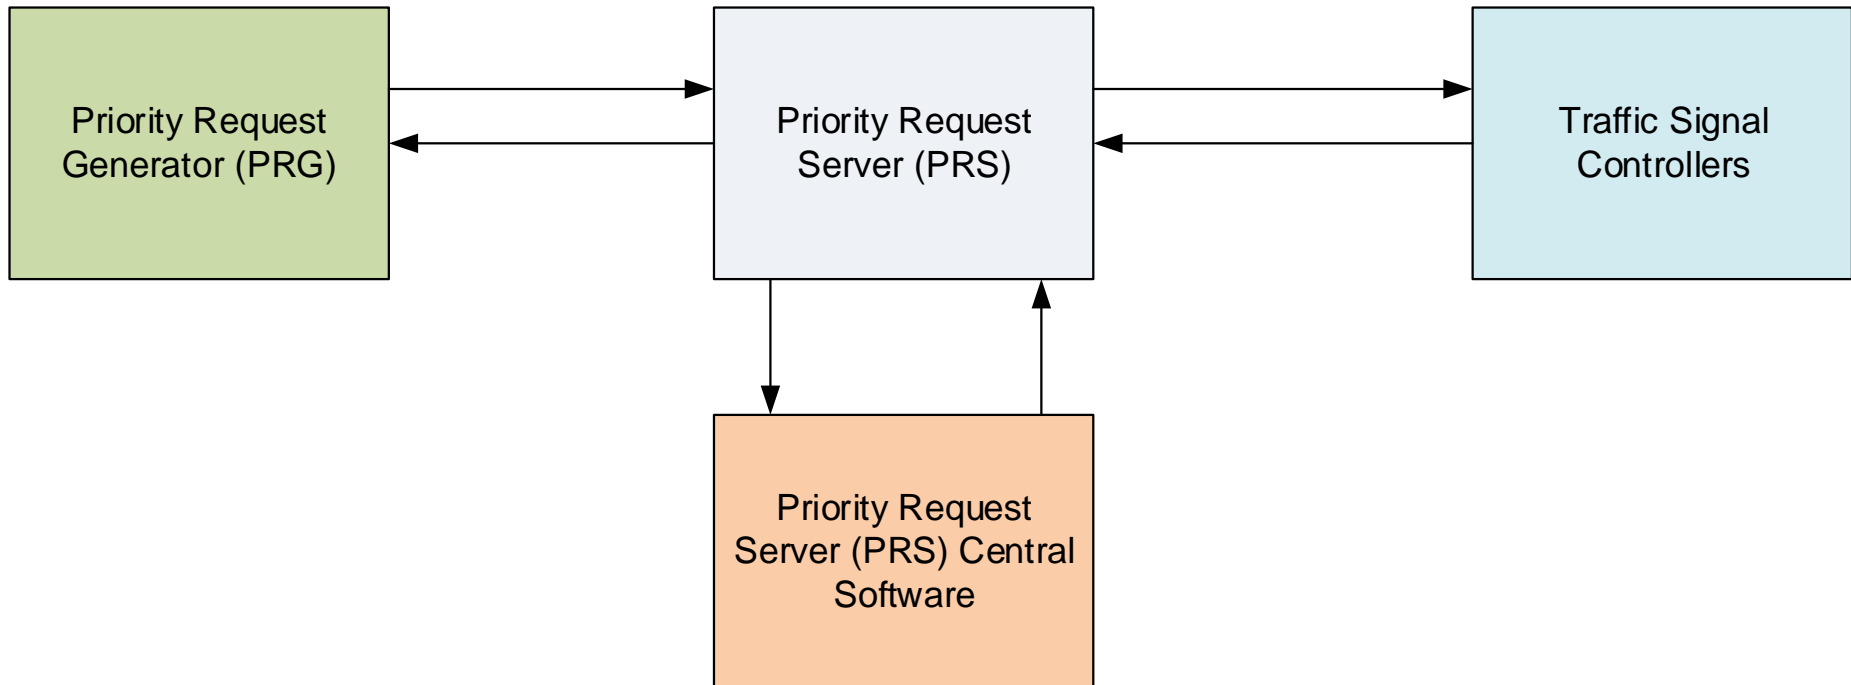 Priority Request
Generator (PRG)
Priority Request
Server (PRS)
Traffic Signal
Controllers
Priority Request
Server (PRS) Central
Software